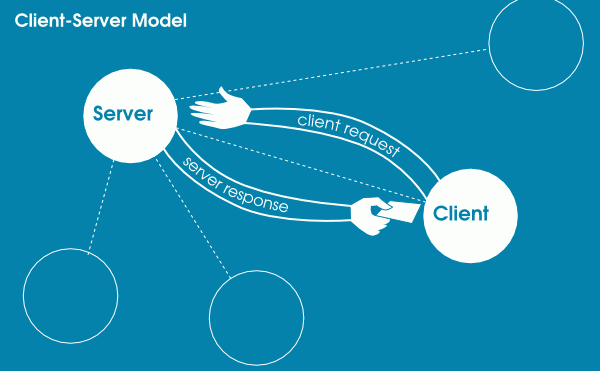 Client-Server Model
Server
client request
server response
Client